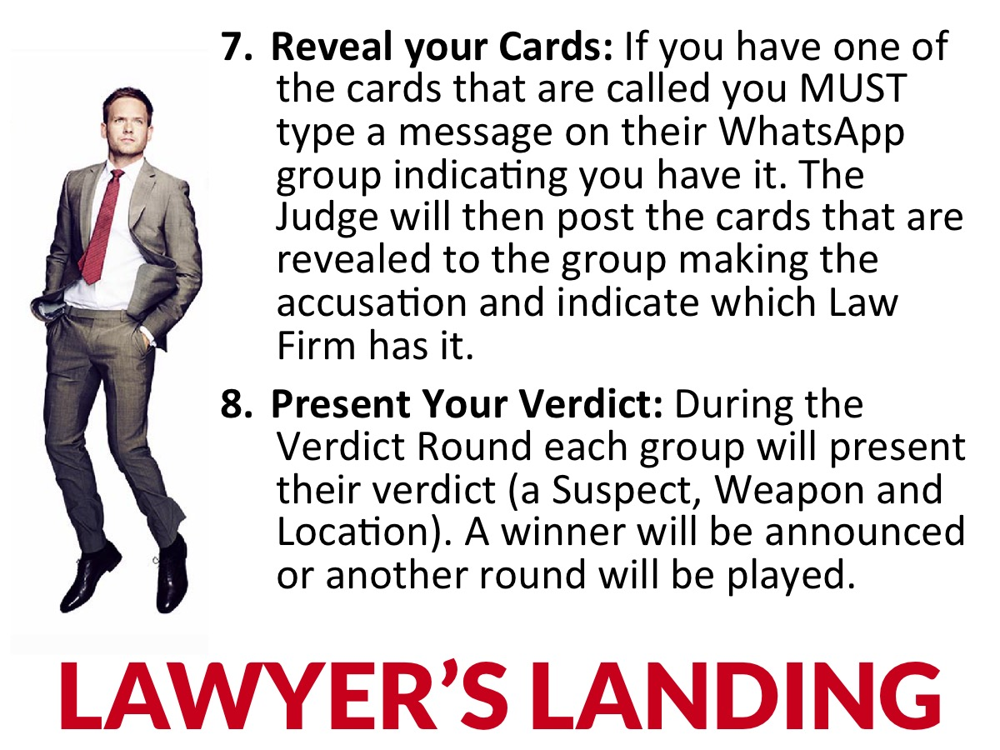 7. Reveal your Cards: If you have one of
the cards that are called you MUST
type a message on their WhatsApp
group indicating you have it. The
Judge will then post the cards that are
revealed to the group making the
accusation and indicate which Law
Firm has it.
8. Present Your Verdict: During the
Verdict Round each group will present
their verdict (a Suspect, Weapon and
Location). A winner will be announced
or another round will be played.
LAWYER’S LANDING